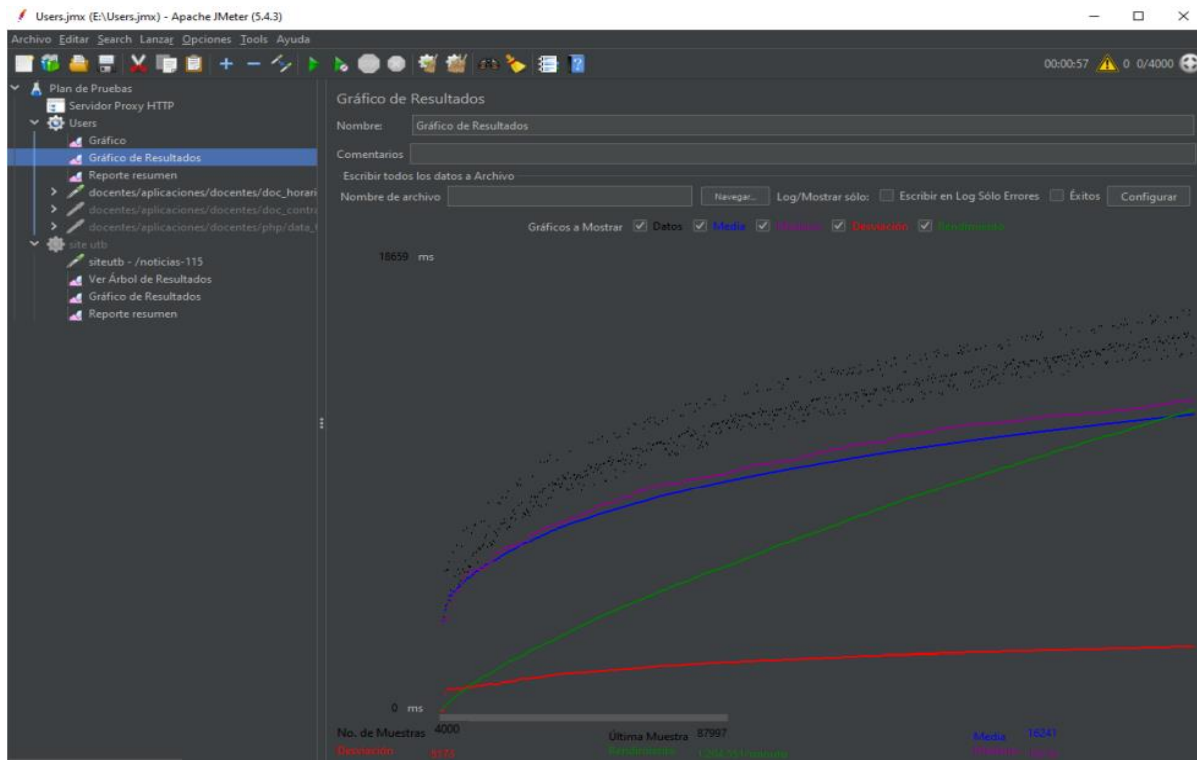 Users.jmx (E:\Users.jmx) - Apache JMeter (5.4.3)
Archivo Editar Search Lanzar Opciones Tools Ayuda
00:00:57 0 0/4000
Plan de Pruebas
Servidor Proxy HTTP
Users
Gráfico
Gráfico de Resultados
Reporte resumen
docentes/aplicaciones/docentes/doc_horari
docentes/aplicaciones/docentes/doc_contr
docentes/aplicaciones/docentes/php/data_
site utb
siteutb - /noticias-115
Ver Árbol de Resultados
Gráfico de Resultados
Reporte resumen
Gráfico de Resultados
Nombre: Gráfico de Resultados
Comentarios
Escribir todos los datos a Archivo
Nombre de archivo Navegar... Log/Mostrar sólo: Escribir en Log Sólo Errores Éxitos Configurar
Gráficos a Mostrar Datos Media Mediana Desviación Rendimiento
18659 ms
0 ms
No. de Muestras 4000 Última Muestra 87997 Media 16241
Desviación Rendimiento